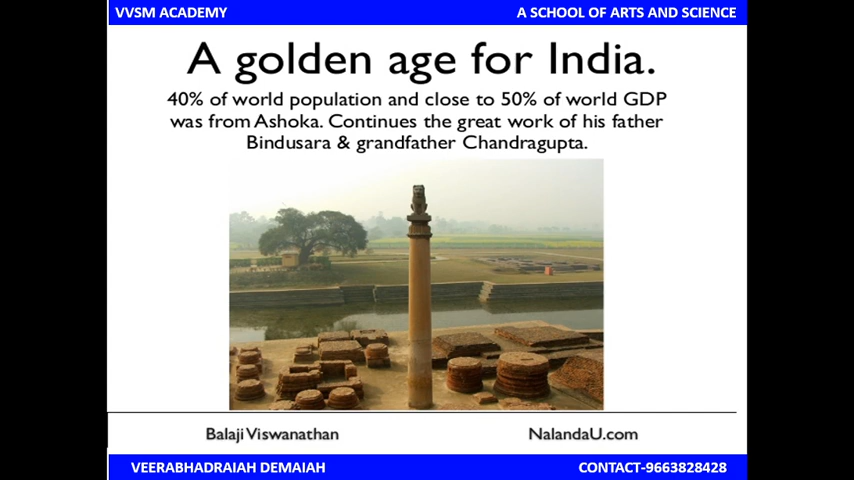 VVSM ACADEMY
A SCHOOL OF ARTS AND SCIENCE
A golden age for India.
40% of world population and close to 50% of world GDP
was from Ashoka. Continues the great work of his father
Bindusara & grandfather Chandragupta.
Balaji Viswanathan
NalandaU.com
VEERABHADRAIAH DEMAIAH
CONTACT-9663828428